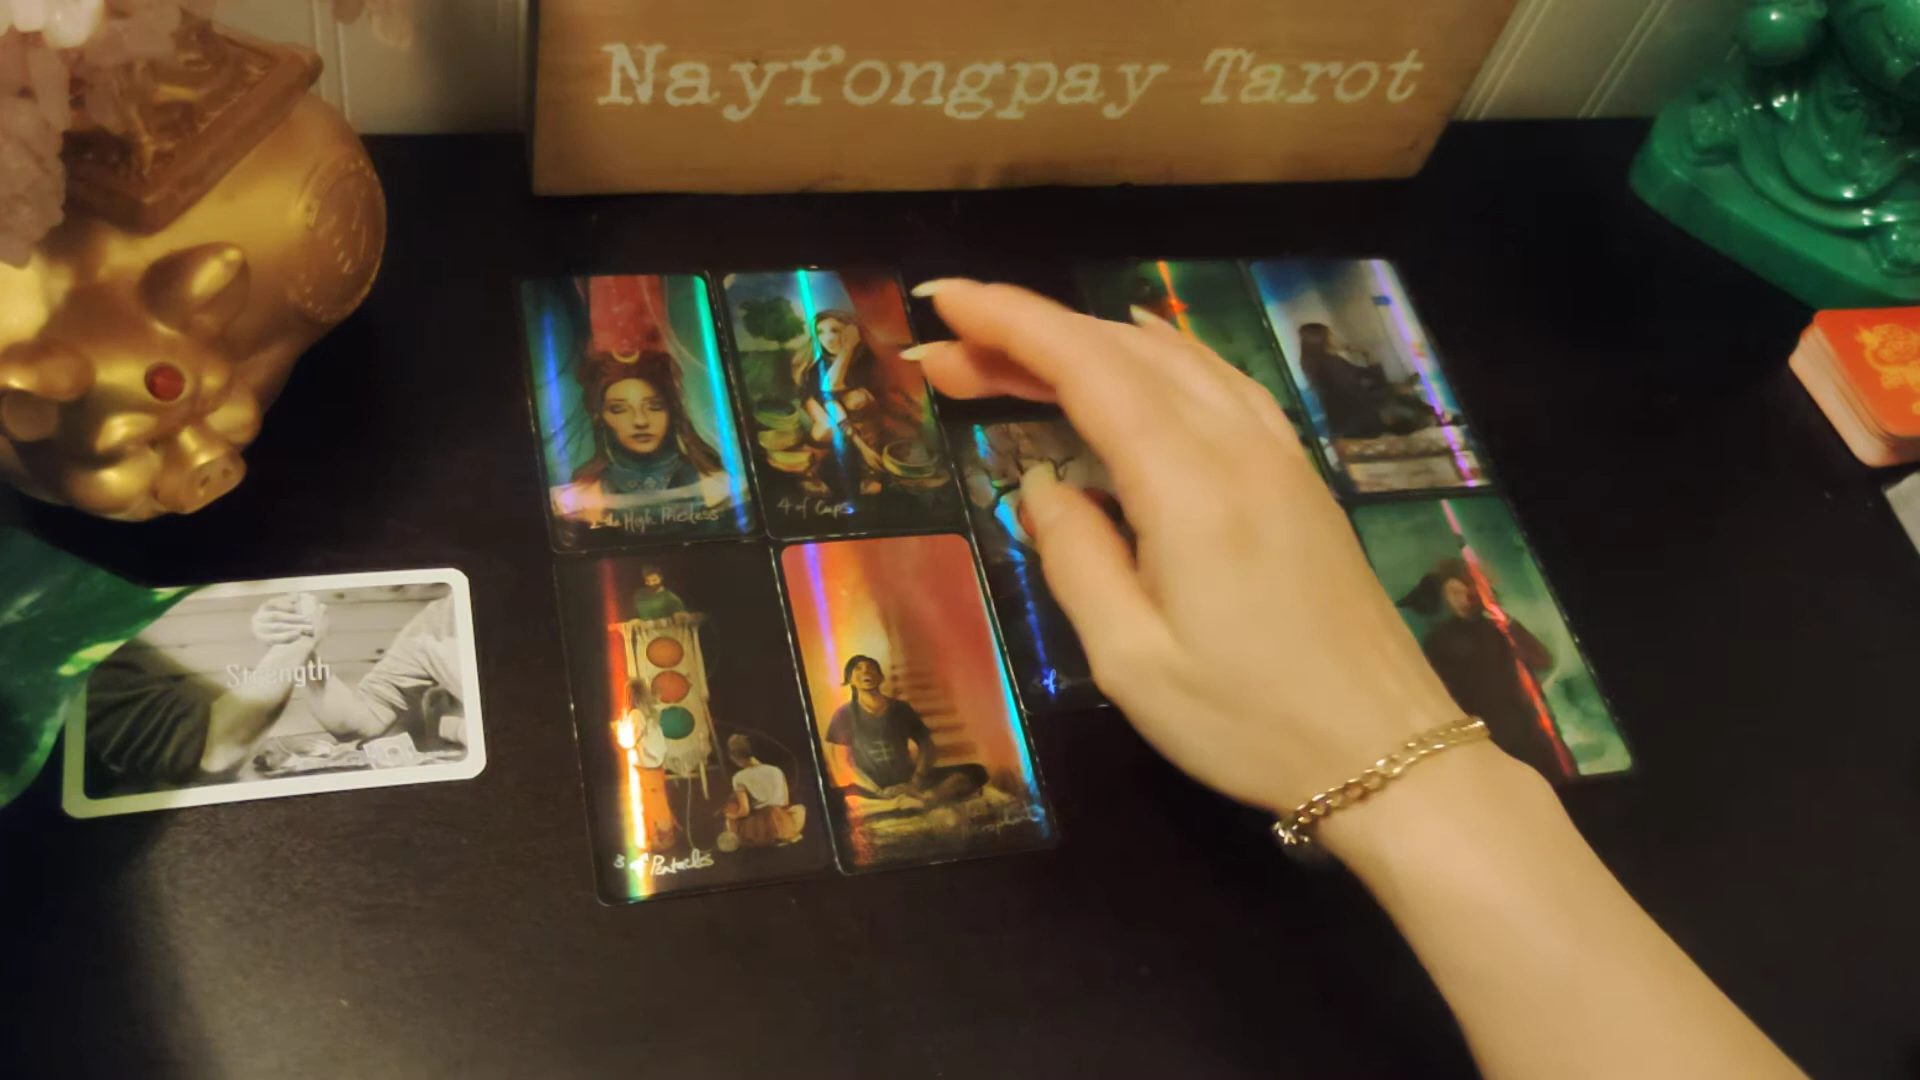 Nayfongpay Tarot
High Priestess
4 of Cups
Strength
3 of Pentacles